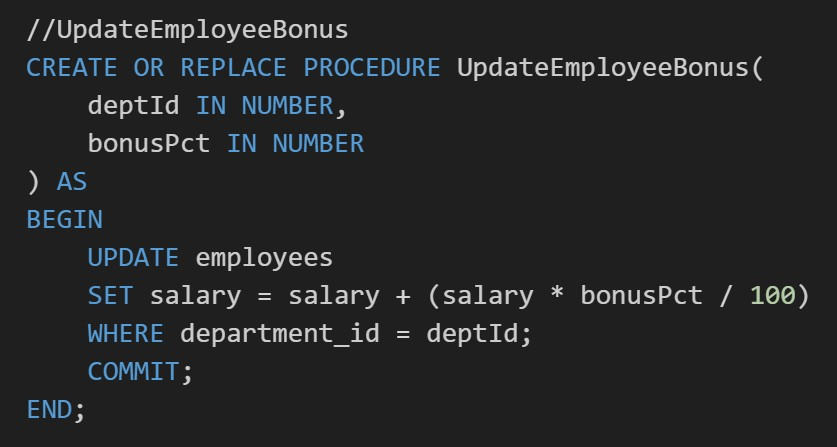 //UpdateEmployeeBonus
CREATE OR REPLACE PROCEDURE UpdateEmployeeBonus(
    deptId IN NUMBER,
    bonusPct IN NUMBER
) AS
BEGIN
    UPDATE employees
    SET salary = salary + (salary * bonusPct / 100)
    WHERE department_id = deptId;
    COMMIT;
END;